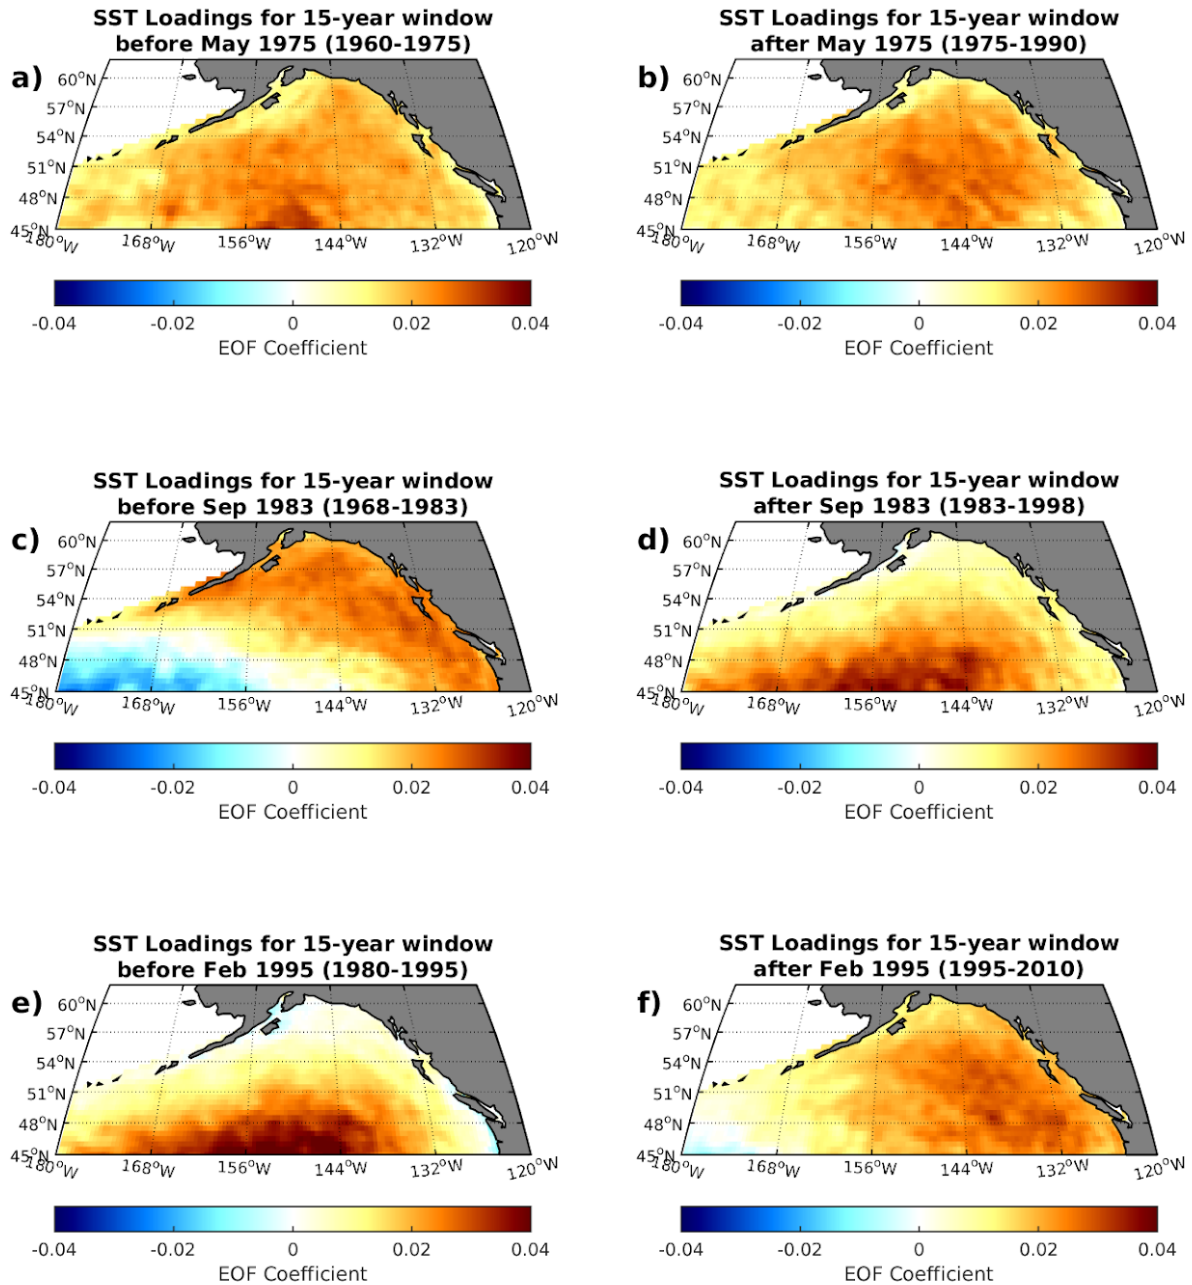 SST Loadings for 15-year window
before May 1975 (1960-1975)
a)
60°N
57°N
54°N
51°N
48°N
45°N
180°W
168°W
156°W
144°W
132°W
120°W
-0.04
-0.02
0
0.02
0.04
EOF Coefficient
SST Loadings for 15-year window
after May 1975 (1975-1990)
b)
60°N
57°N
54°N
51°N
48°N
45°N
180°W
168°W
156°W
144°W
132°W
120°W
-0.04
-0.02
0
0.02
0.04
EOF Coefficient
SST Loadings for 15-year window
before Sep 1983 (1968-1983)
c)
60°N
57°N
54°N
51°N
48°N
45°N
180°W
168°W
156°W
144°W
132°W
120°W
-0.04
-0.02
0
0.02
0.04
EOF Coefficient
SST Loadings for 15-year window
after Sep 1983 (1983-1998)
d)
60°N
57°N
54°N
51°N
48°N
45°N
180°W
168°W
156°W
144°W
132°W
120°W
-0.04
-0.02
0
0.02
0.04
EOF Coefficient
SST Loadings for 15-year window
before Feb 1995 (1980-1995)
e)
60°N
57°N
54°N
51°N
48°N
45°N
180°W
168°W
156°W
144°W
132°W
120°W
-0.04
-0.02
0
0.02
0.04
EOF Coefficient
SST Loadings for 15-year window
after Feb 1995 (1995-2010)
f)
60°N
57°N
54°N
51°N
48°N
45°N
180°W
168°W
156°W
144°W
132°W
120°W
-0.04
-0.02
0
0.02
0.04
EOF Coefficient